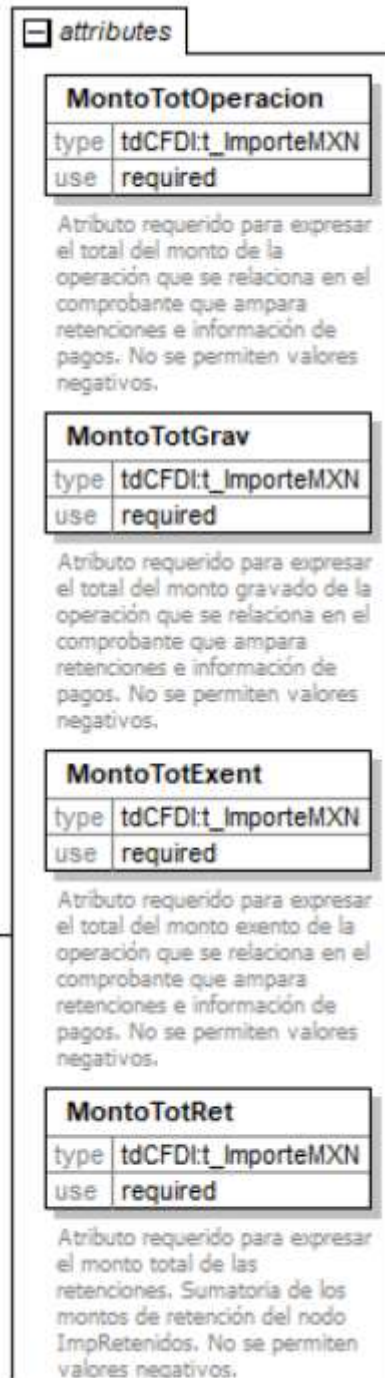 attributes
MontoTotOperacion
type tdCFDI:t_ImporteMXN
use required
Atributo requerido para expresar
el total del monto de la
operación que se relaciona en el
comprobante que ampara
retenciones e información de
pagos. No se permiten valores
negativos.
MontoTotGrav
type tdCFDI:t_ImporteMXN
use required
Atributo requerido para expresar
el total del monto gravado de la
operación que se relaciona en el
comprobante que ampara
retenciones e información de
pagos. No se permiten valores
negativos.
MontoTotExent
type tdCFDI:t_ImporteMXN
use required
Atributo requerido para expresar
el total del monto exento de la
operación que se relaciona en el
comprobante que ampara
retenciones e información de
pagos. No se permiten valores
negativos.
MontoTotRet
type tdCFDI:t_ImporteMXN
use required
Atributo requerido para expresar
el monto total de las
retenciones. Sumatoria de los
montos de retención del nodo
ImpRetenidos. No se permiten
valores negativos.